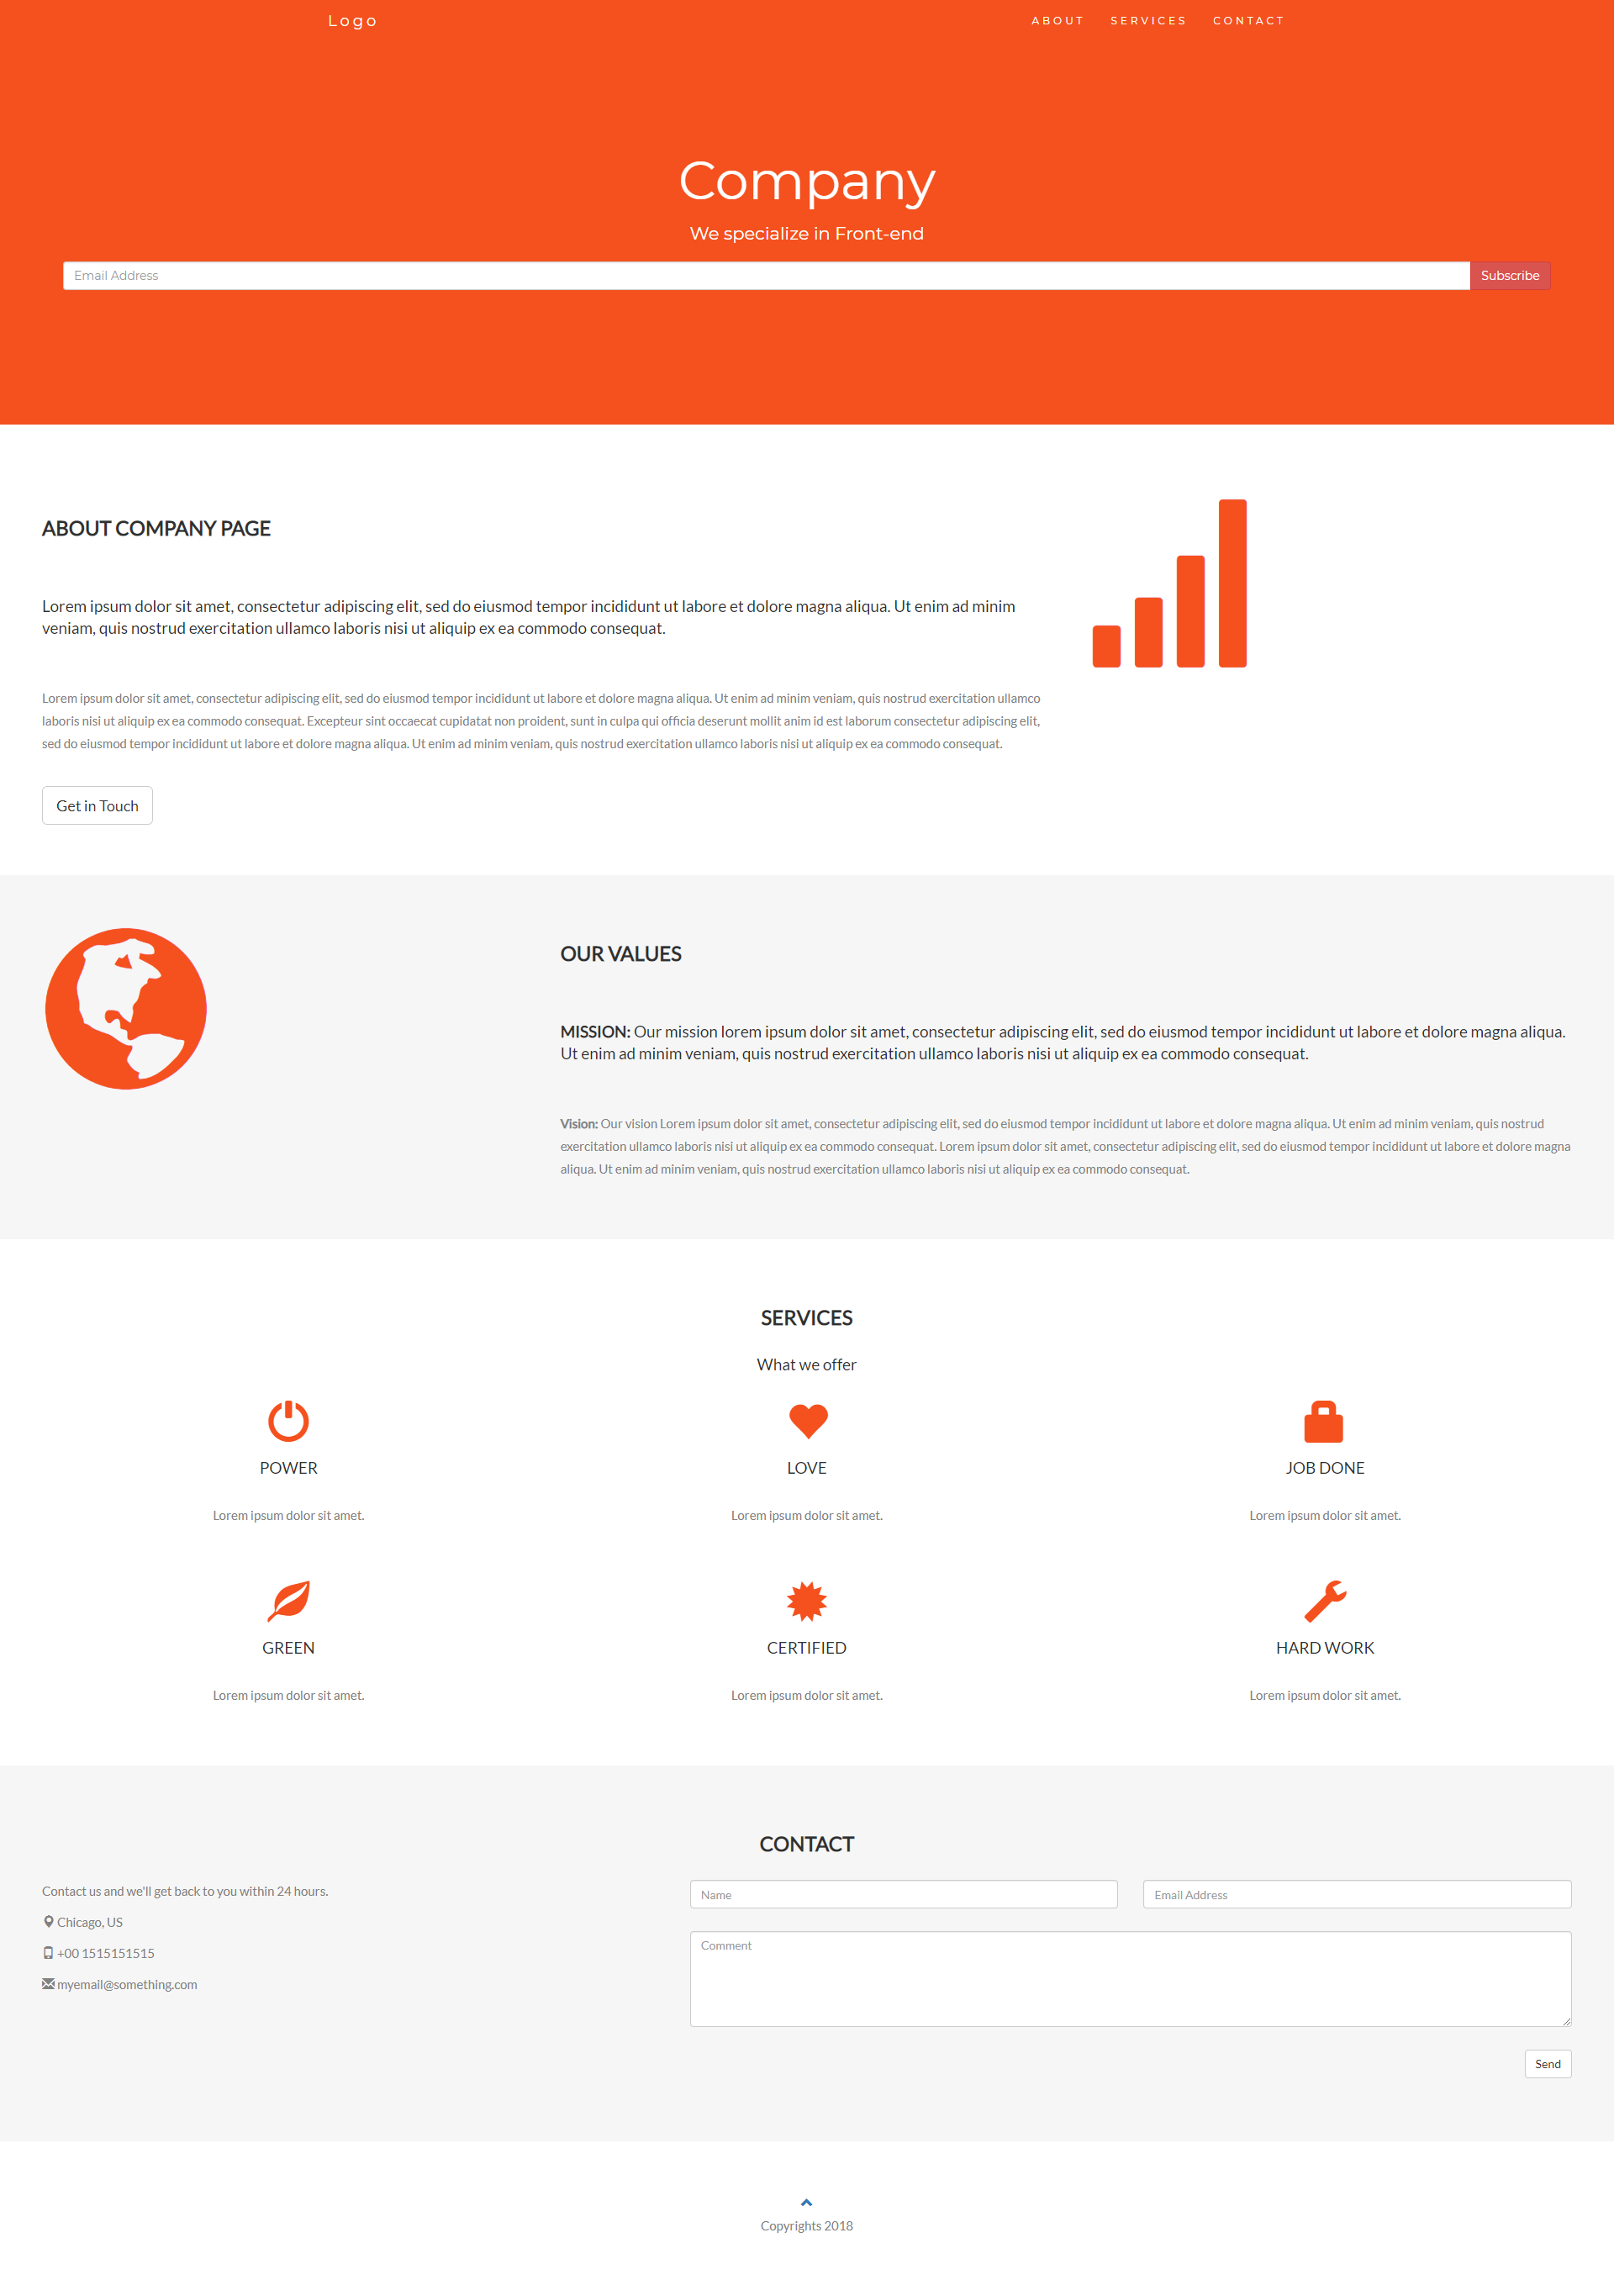 Logo
ABOUT SERVICES CONTACT
Company
We specialize in Front-end
Email Address
Subscribe
ABOUT COMPANY PAGE
Lorem ipsum dolor sit amet, consectetur adipiscing elit, sed do eiusmod tempor incididunt ut labore et dolore magna aliqua. Ut enim ad minim
veniam, quis nostrud exercitation ullamco laboris nisi ut aliquip ex ea commodo consequat.
Lorem ipsum dolor sit amet, consectetur adipiscing elit, sed do eiusmod tempor incididunt ut labore et dolore magna aliqua. Ut enim ad minim veniam, quis nostrud exercitation ullamco
laboris nisi ut aliquip ex ea commodo consequat. Excepteur sint occaecat cupidatat non proident, sunt in culpa qui officia deserunt mollit anim id est laborum consectetur adipiscing elit,
sed do eiusmod tempor incididunt ut labore et dolore magna aliqua. Ut enim ad minim veniam, quis nostrud exercitation ullamco laboris nisi ut aliquip ex ea commodo consequat.
Get in Touch
OUR VALUES
MISSION: Our mission lorem ipsum dolor sit amet, consectetur adipiscing elit, sed do eiusmod tempor incididunt ut labore et dolore magna aliqua.
Ut enim ad minim veniam, quis nostrud exercitation ullamco laboris nisi ut aliquip ex ea commodo consequat.
Vision: Our vision Lorem ipsum dolor sit amet, consectetur adipiscing elit, sed do eiusmod tempor incididunt ut labore et dolore magna aliqua. Ut enim ad minim veniam, quis nostrud
exercitation ullamco laboris nisi ut aliquip ex ea commodo consequat. Lorem ipsum dolor sit amet, consectetur adipiscing elit, sed do eiusmod tempor incididunt ut labore et dolore magna
aliqua. Ut enim ad minim veniam, quis nostrud exercitation ullamco laboris nisi ut aliquip ex ea commodo consequat.
SERVICES
What we offer
POWER
Lorem ipsum dolor sit amet.
LOVE
Lorem ipsum dolor sit amet.
JOB DONE
Lorem ipsum dolor sit amet.
GREEN
Lorem ipsum dolor sit amet.
CERTIFIED
Lorem ipsum dolor sit amet.
HARD WORK
Lorem ipsum dolor sit amet.
CONTACT
Contact us and we'll get back to you within 24 hours.
Chicago, US
+00 1515151515
myemail@something.com
Name
Email Address
Comment
Send
Copyrights 2018